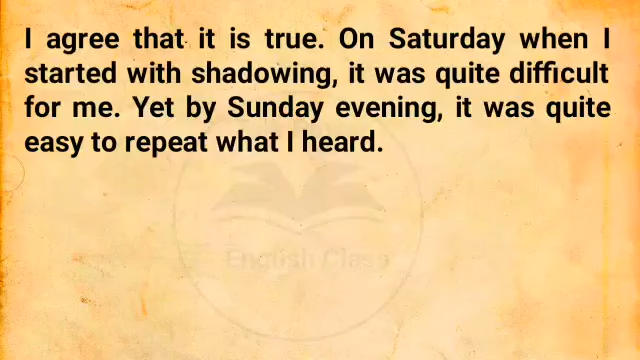 I agree that it is true. On Saturday when I
started with shadowing, it was quite difficult
for me. Yet by Sunday evening, it was quite
easy to repeat what I heard.
English Class